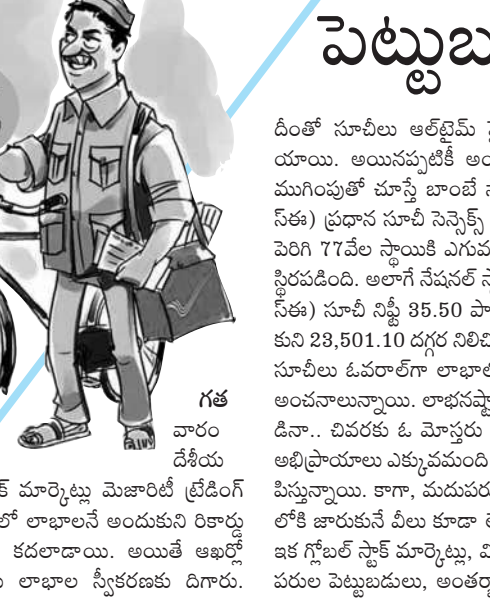 పెట్టుబ
గత
వారం
దేశీయ
మార్కెట్లు మెజారిటీ ట్రేడింగ్
లో లాభాలనే అందుకుని రికార్డు
కదలాడాయి. అయితే ఆఖర్లో
లాభాల స్వీకరణకు దిగారు.
దీంతో సూచీలు ఆల్‌టైమ్
యాయి. అయినప్పటికీ
ముగింపుతో చూస్తే బాంబే
స్ఈ) ప్రధాన సూచీ సెన్సెక్స్
పెరిగి 77వేల స్థాయికి ఎగువ
స్థిరపడింది. అలాగే నేషనల్
స్ఈ) సూచీ నిఫ్టీ 35.50 పా
కుని 23,501.10 దగ్గర నిలిచి
సూచీలు ఓవరాల్‌గా లాభాల
అంచనాలున్నాయి. లాభనష్టా
డినా.. చివరకు ఓ మోస్తరు
అభిప్రాయాలు ఎక్కువమంది
పిస్తున్నాయి. కాగా, మదుపరు
లోకి జారుకునే వీలు కూడా
ఇక గ్లోబల్ స్టాక్ మార్కెట్లు,
పరుల పెట్టుబడులు, అంతర్జా